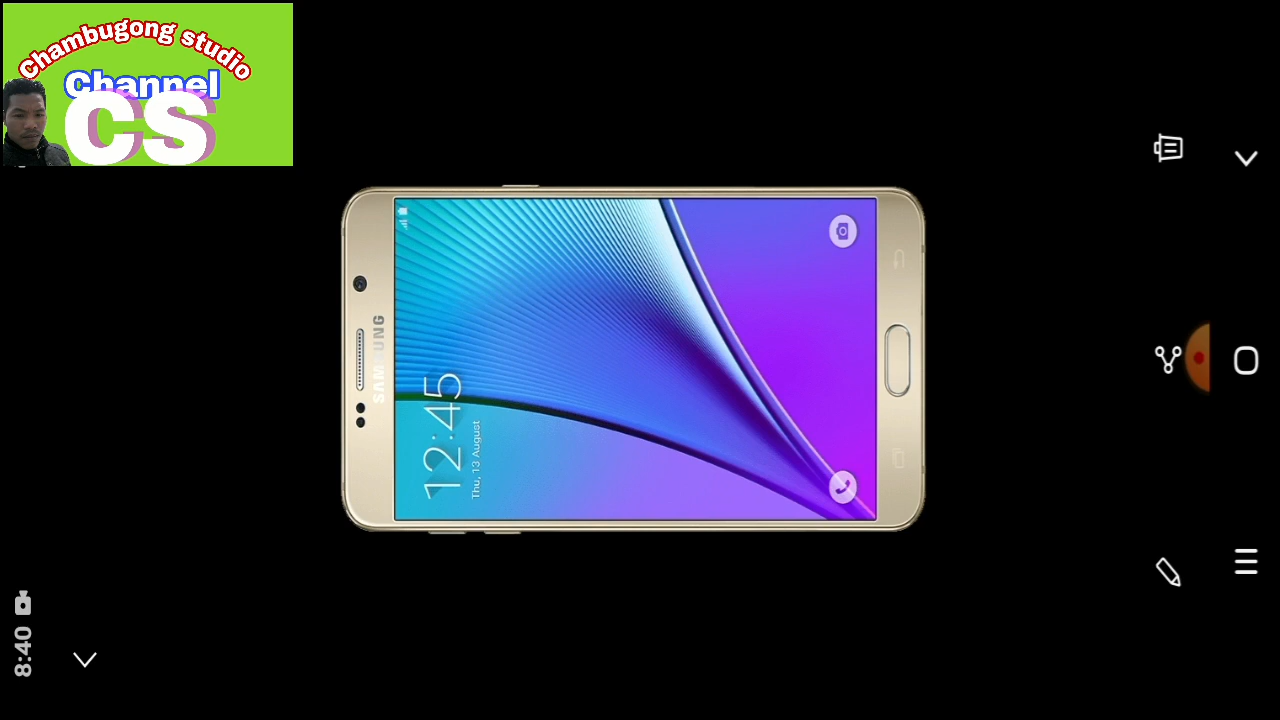 Chambugong studio
Channel
CS
SAMSUNG
12:45
Thu, 13 August
8:40